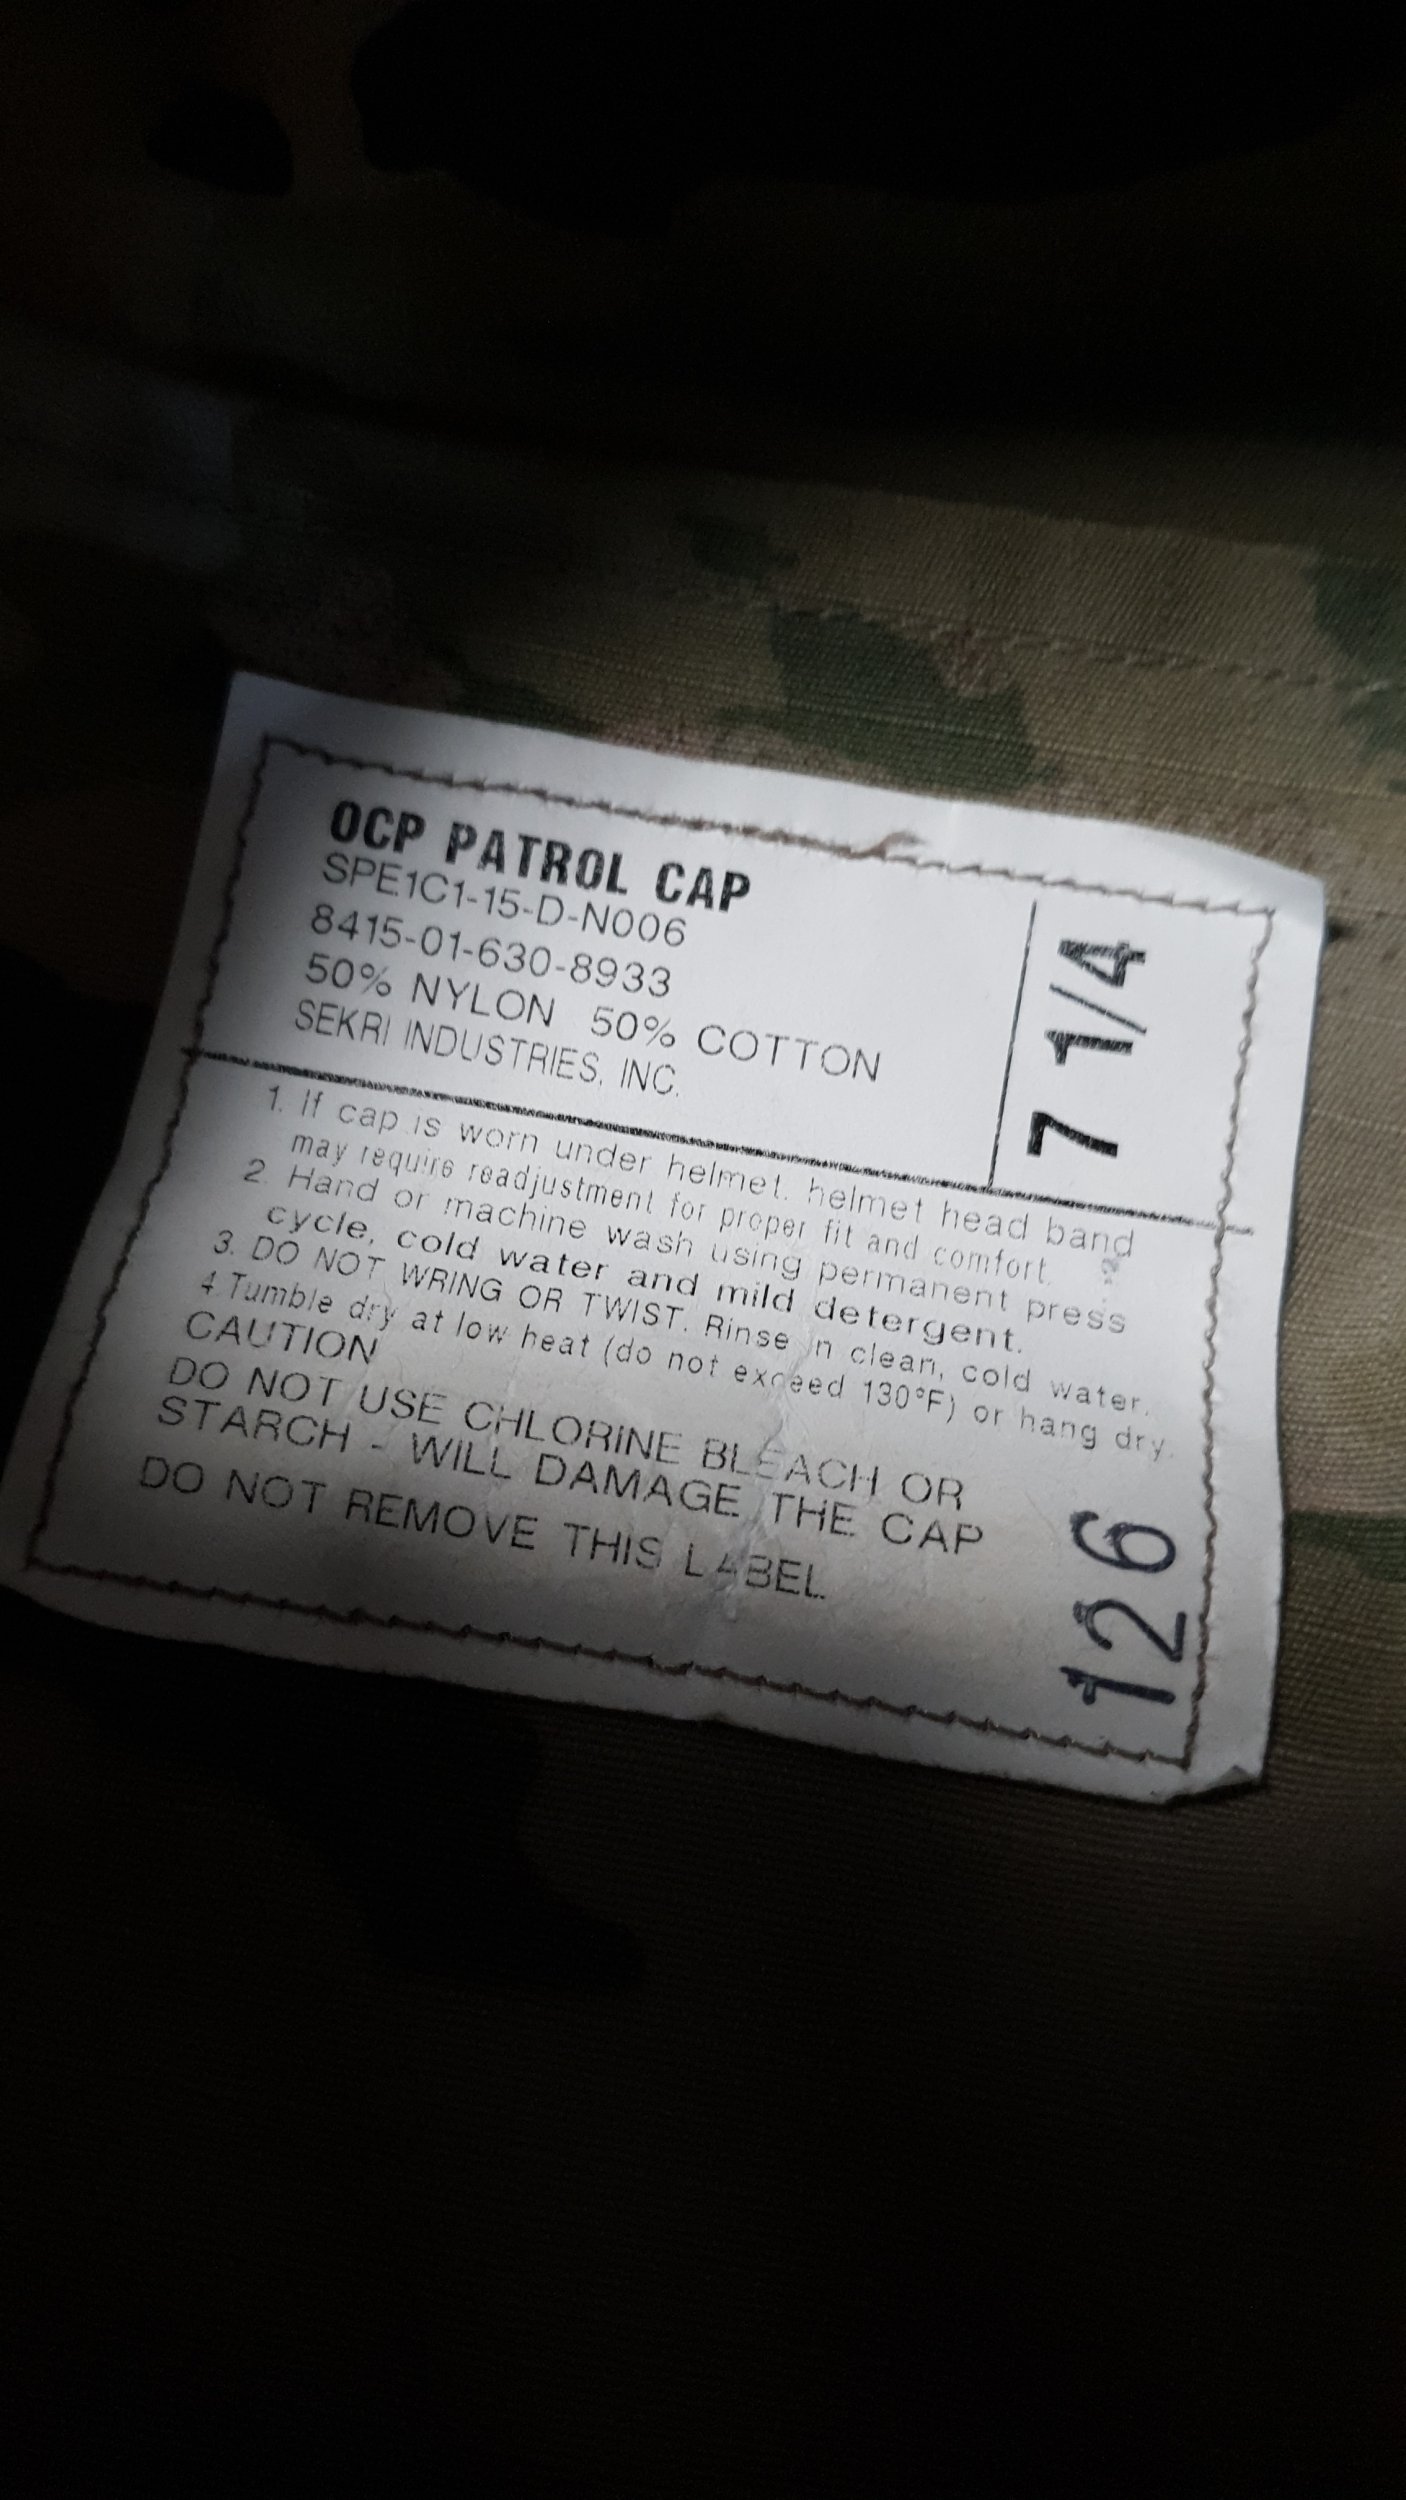 OCP PATROL CAP
SPE1C1-15-D-N006
8415-01-630-8933
50% NYLON 50% COTTON
SEKRI INDUSTRIES, INC.
7 1/4
1. If cap is worn under helmet. helmet head band
may require readjustment for proper fit and comfort.
2. Hand or machine wash using permanent press
cycle, cold water and mild detergent.
3. DO NOT WRING OR TWIST. Rinse in clean, cold water.
4 Tumble dry at low heat (do not exceed 130°F) or hang dry.
CAUTION
DO NOT USE CHLORINE BLEACH OR
STARCH - WILL DAMAGE THE CAP
DO NOT REMOVE THIS LABEL
126